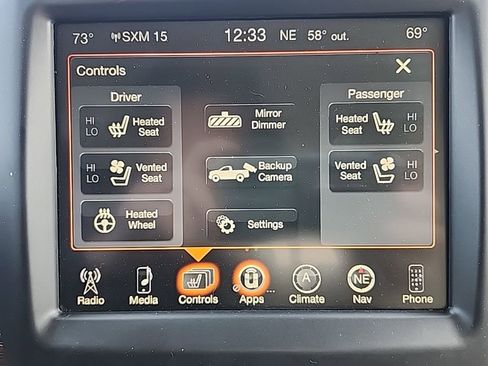 73° SXM 15 12:33 NE 58° out. 69°
Controls X
Driver
Passenger
HI
LO
Heated
Seat
Mirror
Dimmer
Heated
Seat
HI
LO
HI
LO
Vented
Seat
Backup
Camera
Vented
Seat
HI
LO
Heated
Wheel
Settings
Radio Media Controls Apps A Climate NE Nav Phone